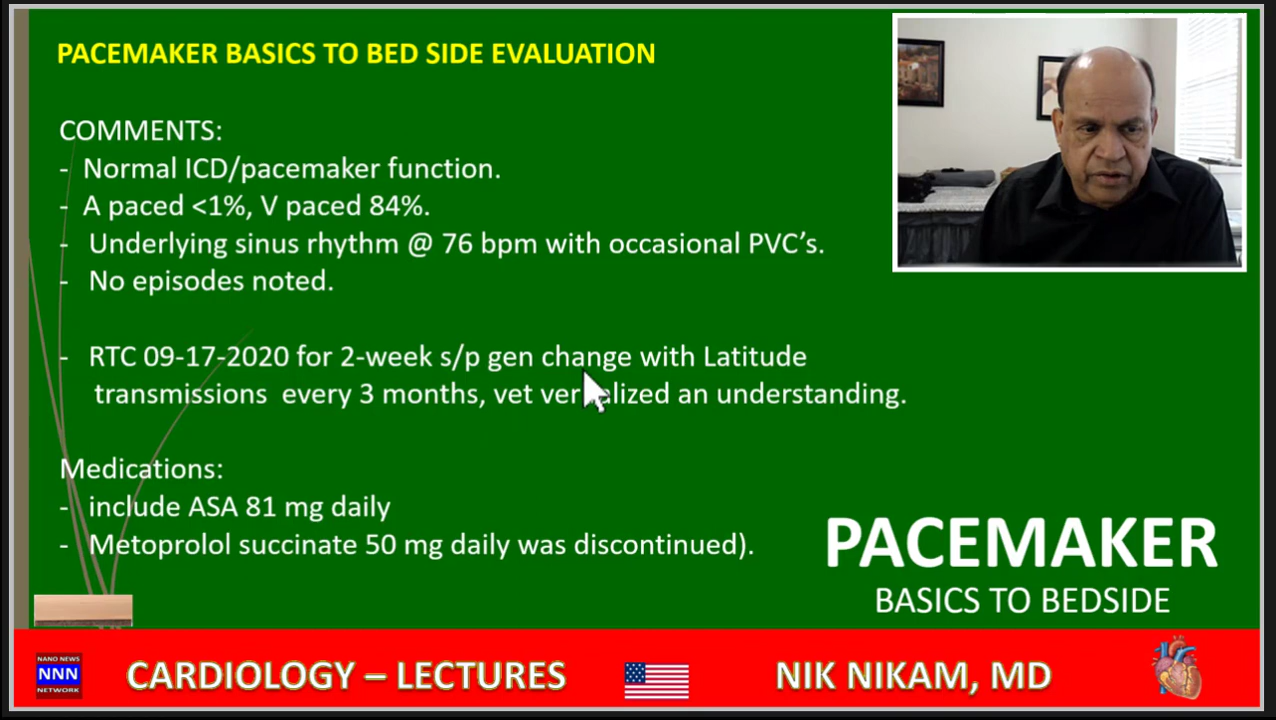 PACEMAKER BASICS TO BED SIDE EVALUATION
COMMENTS:
- Normal ICD/pacemaker function.
- A paced <1%, V paced 84%.
- Underlying sinus rhythm @ 76 bpm with occasional PVC’s.
- No episodes noted.
- RTC 09-17-2020 for 2-week s/p gen change with Latitude
transmissions every 3 months, vet verbalized an understanding.
Medications:
- include ASA 81 mg daily
- Metoprolol succinate 50 mg daily was discontinued).
PACEMAKER
BASICS TO BEDSIDE
NANO NEWS
NNN
NETWORK
CARDIOLOGY – LECTURES
NIK NIKAM, MD